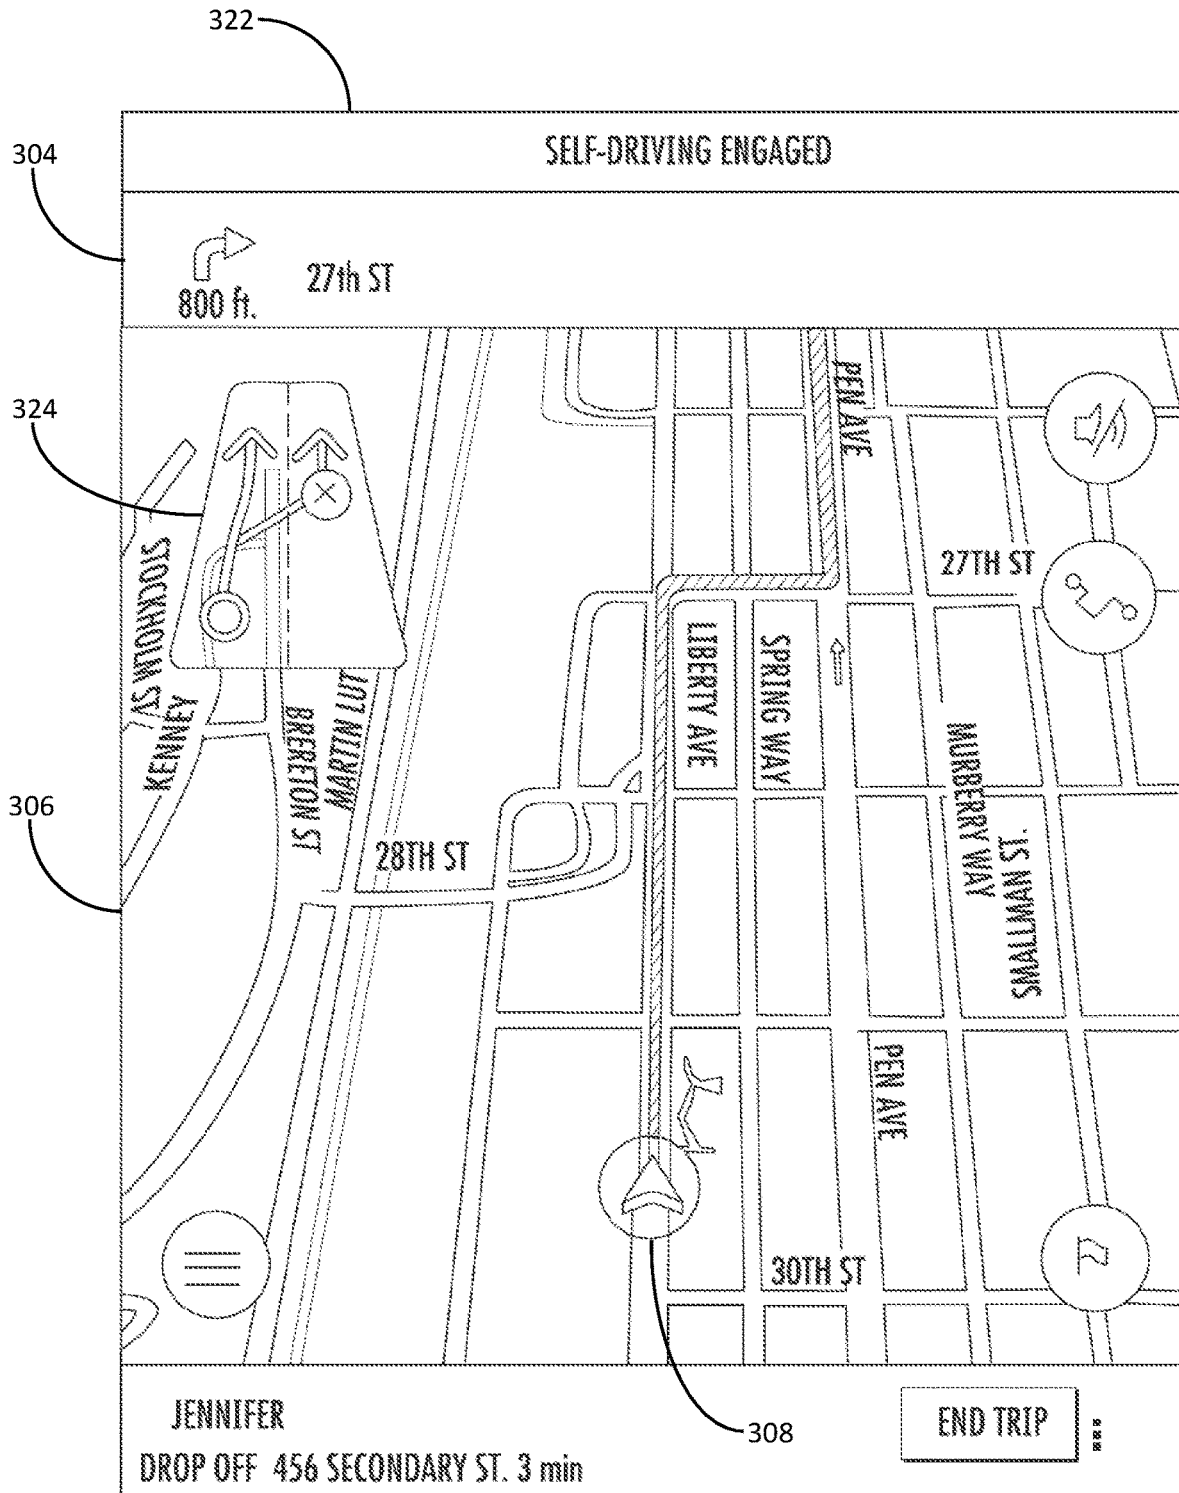 322
SELF-DRIVING ENGAGED
304
800 ft.
27th ST
324
PEN AVE
27TH ST
STOCKHOLM ST
KENNEY
BRERETON ST
MARTIN LUT
LIBERTY AVE
SPRING WAY
306
28TH ST
MURBERRY WAY
SMALLMAN ST.
PEN AVE
30TH ST
308
JENNIFER
END TRIP
DROP OFF 456 SECONDARY ST. 3 min